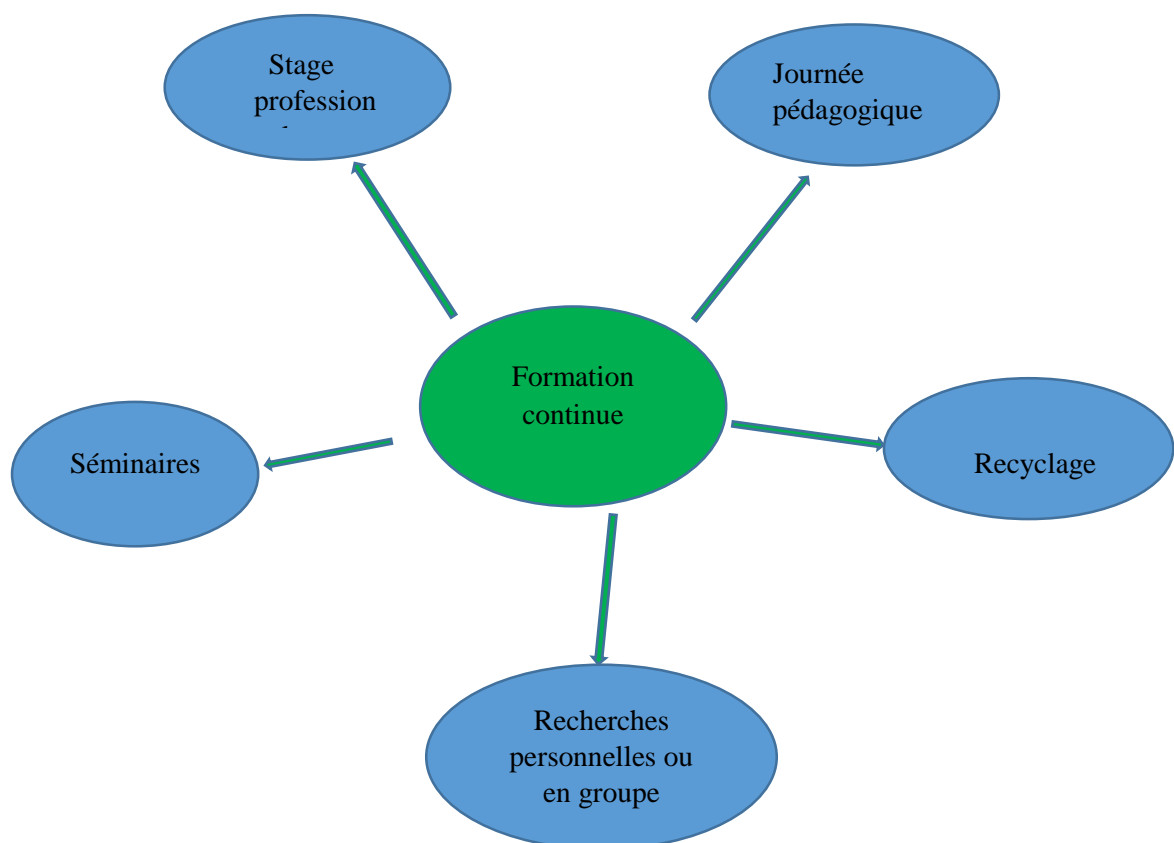 Stage
profession
Journée
pédagogique
Formation
continue
Séminaires
Recyclage
Recherches
personnelles ou
en groupe